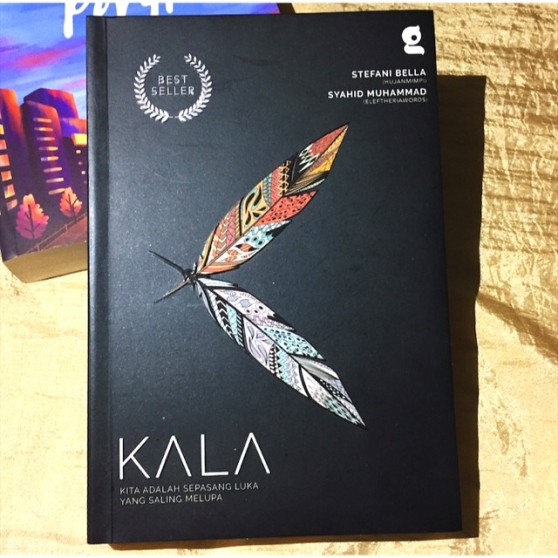 BEST
SELLER
g
STEFANI BELLA
(HUJANMIMPI)
SYAHID MUHAMMAD
(ELEFTHERIAWORDS)
KALA
KITA ADALAH SEPASANG LUKA
YANG SALING MELUPA